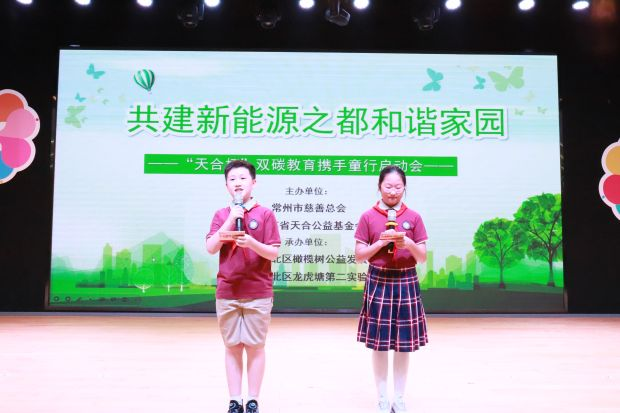 共建新能源之都和谐家园
——“天合 双碳教育携手童行启动会——
主办单位：
常州市慈善总会
省天合公益基金
承办单位：
北区橄榄树公益发
北区龙虎塘第二实